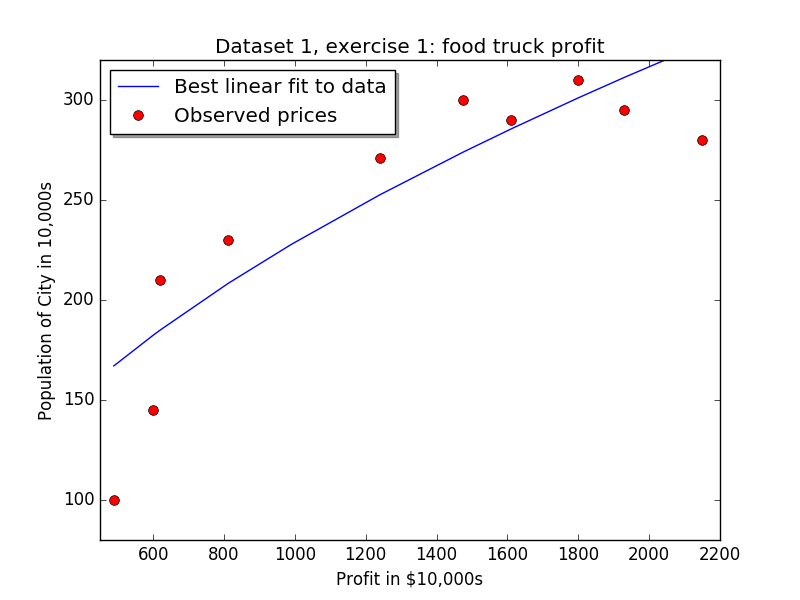 Dataset 1, exercise 1: food truck profit
Best linear fit to data
Observed prices
300
250
200
150
100
Population of City in 10,000s
600 800 1000 1200 1400 1600 1800 2000 2200
Profit in $10,000s